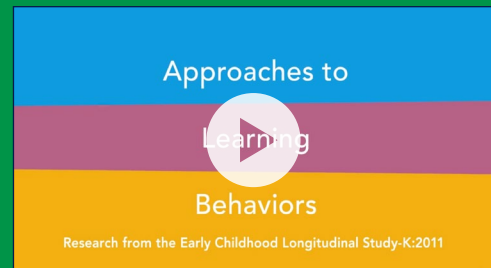 Approaches to
Learning
Behaviors
Research from the Early Childhood Longitudinal Study-K:2011